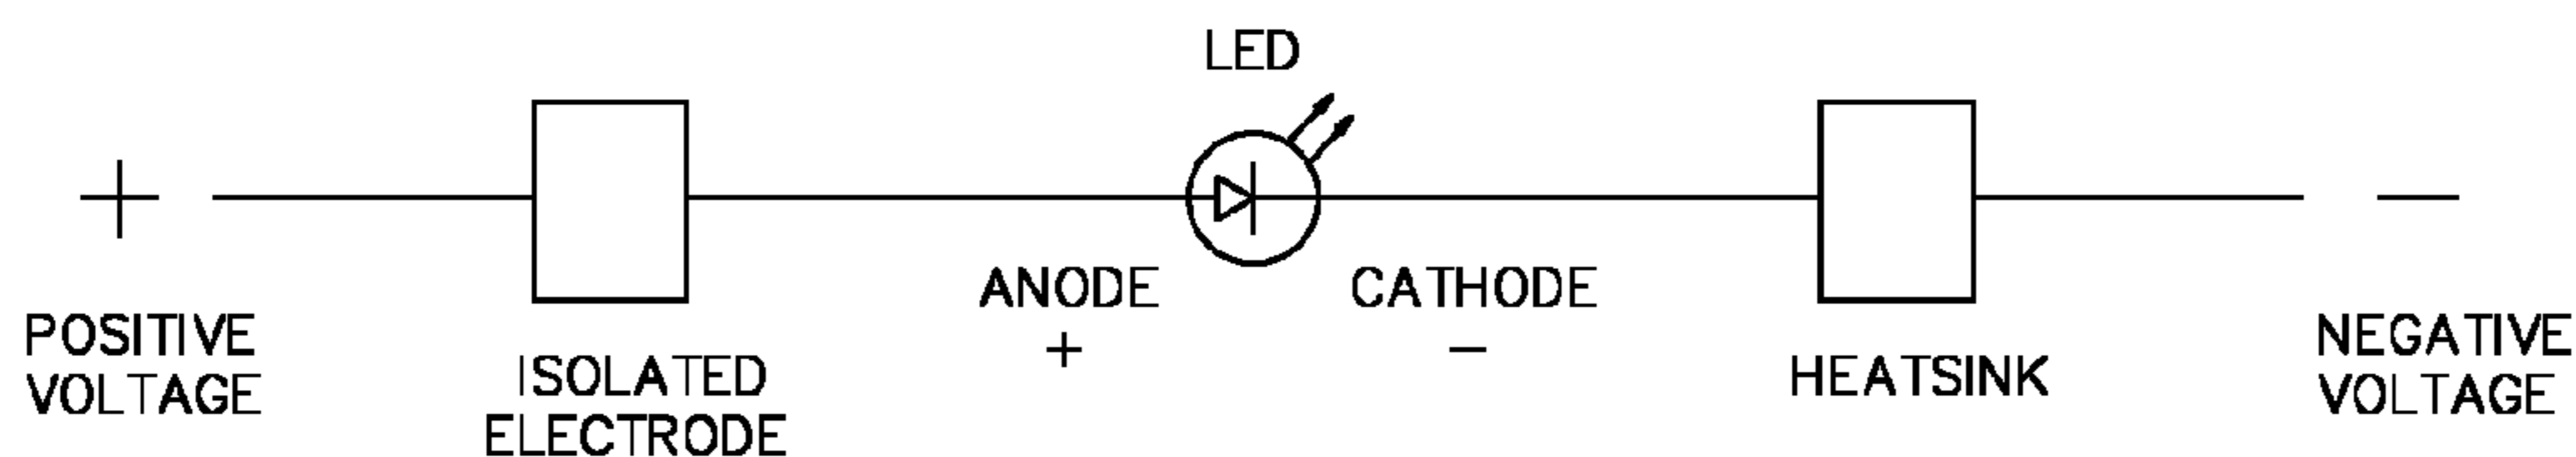 LED
+
-
ANODE
+
CATHODE
-
POSITIVE
VOLTAGE
ISOLATED
ELECTRODE
HEATSINK
NEGATIVE
VOLTAGE